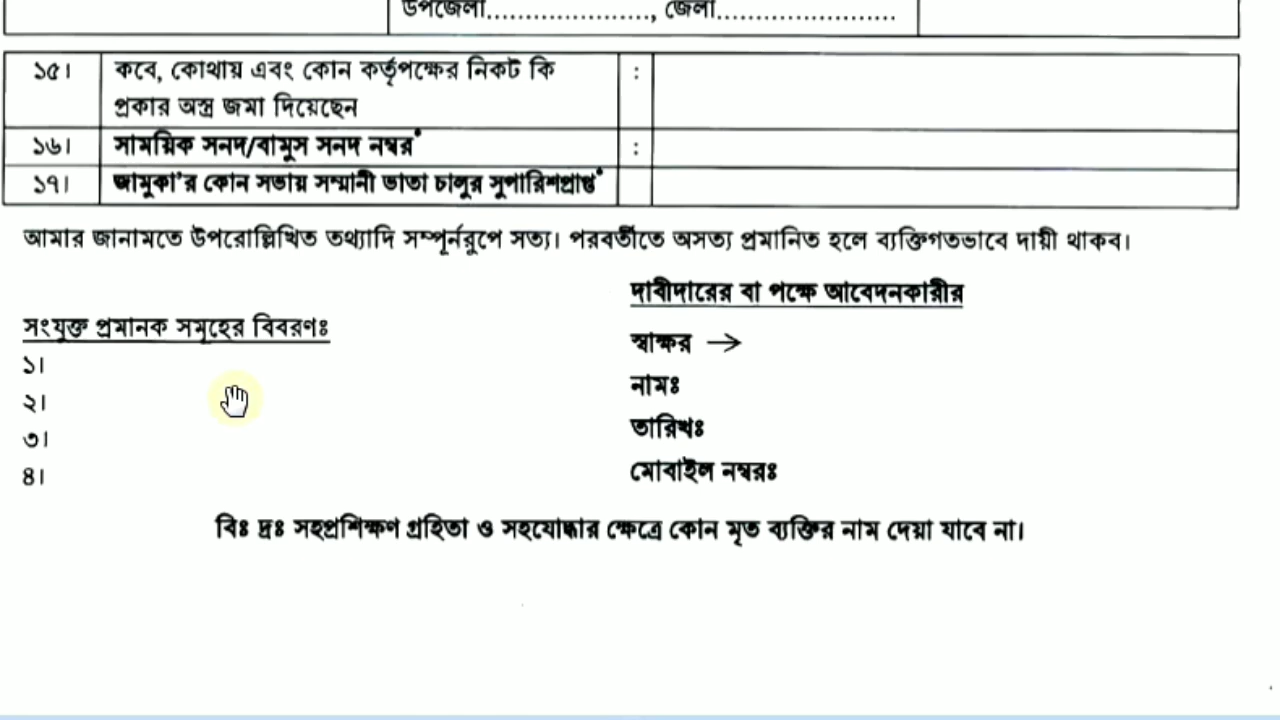 উপজেলা....................., জেলা.......................
১৫। কবে, কোথায় এবং কোন কর্তৃপক্ষের নিকট কি :
প্রকার অস্ত্র জমা দিয়েছেন
১৬। সাময়িক সনদ/বামুস সনদ নম্বর :
১৭। জামুকা'র কোন সভায় সম্মানী ভাতা চালুর সুপারিশপ্রাপ্ত
আমার জানামতে উপরোল্লিখিত তথ্যাদি সম্পূর্নরুপে সত্য। পরবর্তীতে অসত্য প্রমানিত হলে ব্যক্তিগতভাবে দায়ী থাকব।
দাবীদারের বা পক্ষে আবেদনকারীর
সংযুক্ত প্রমানক সমূহের বিবরণঃ
স্বাক্ষর →
১।
নামঃ
২।
তারিখঃ
৩।
মোবাইল নম্বরঃ
৪।
বিঃ দ্রঃ সহপ্রশিক্ষণ গ্রহিতা ও সহযোদ্ধার ক্ষেত্রে কোন মৃত ব্যক্তির নাম দেয়া যাবে না।